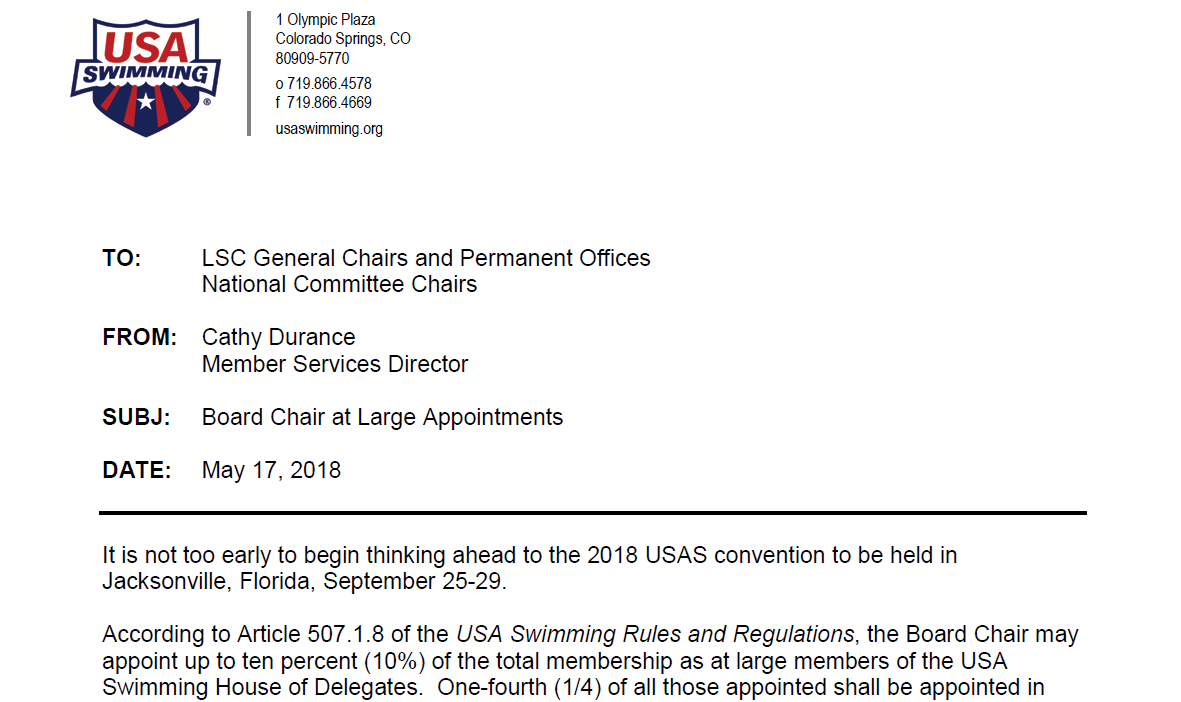 USA
SWIMMING
®
1 Olympic Plaza
Colorado Springs, CO
80909-5770
o 719.866.4578
f 719.866.4669
usaswimming.org
TO: LSC General Chairs and Permanent Offices
National Committee Chairs
FROM: Cathy Durance
Member Services Director
SUBJ: Board Chair at Large Appointments
DATE: May 17, 2018
It is not too early to begin thinking ahead to the 2018 USAS convention to be held in
Jacksonville, Florida, September 25-29.
According to Article 507.1.8 of the USA Swimming Rules and Regulations, the Board Chair may
appoint up to ten percent (10%) of the total membership as at large members of the USA
Swimming House of Delegates.  One-fourth (1/4) of all those appointed shall be appointed in